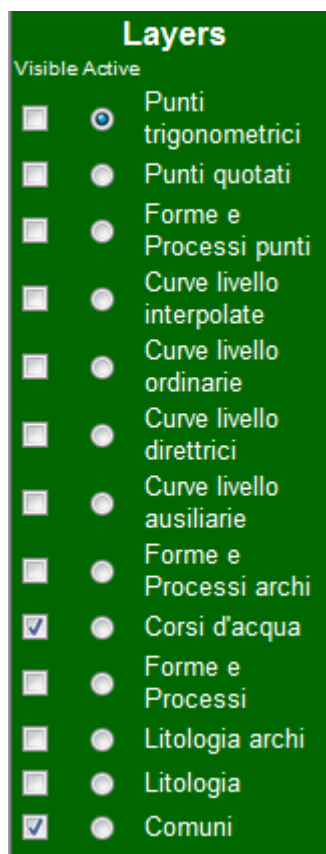 Layers
Visible Active
Punti
trigonometrici
Punti quotati
Forme e
Processi punti
Curve livello
interpolate
Curve livello
ordinarie
Curve livello
direttrici
Curve livello
ausiliarie
Forme e
Processi archi
Corsi d'acqua
Forme e
Processi
Litologia archi
Litologia
Comuni